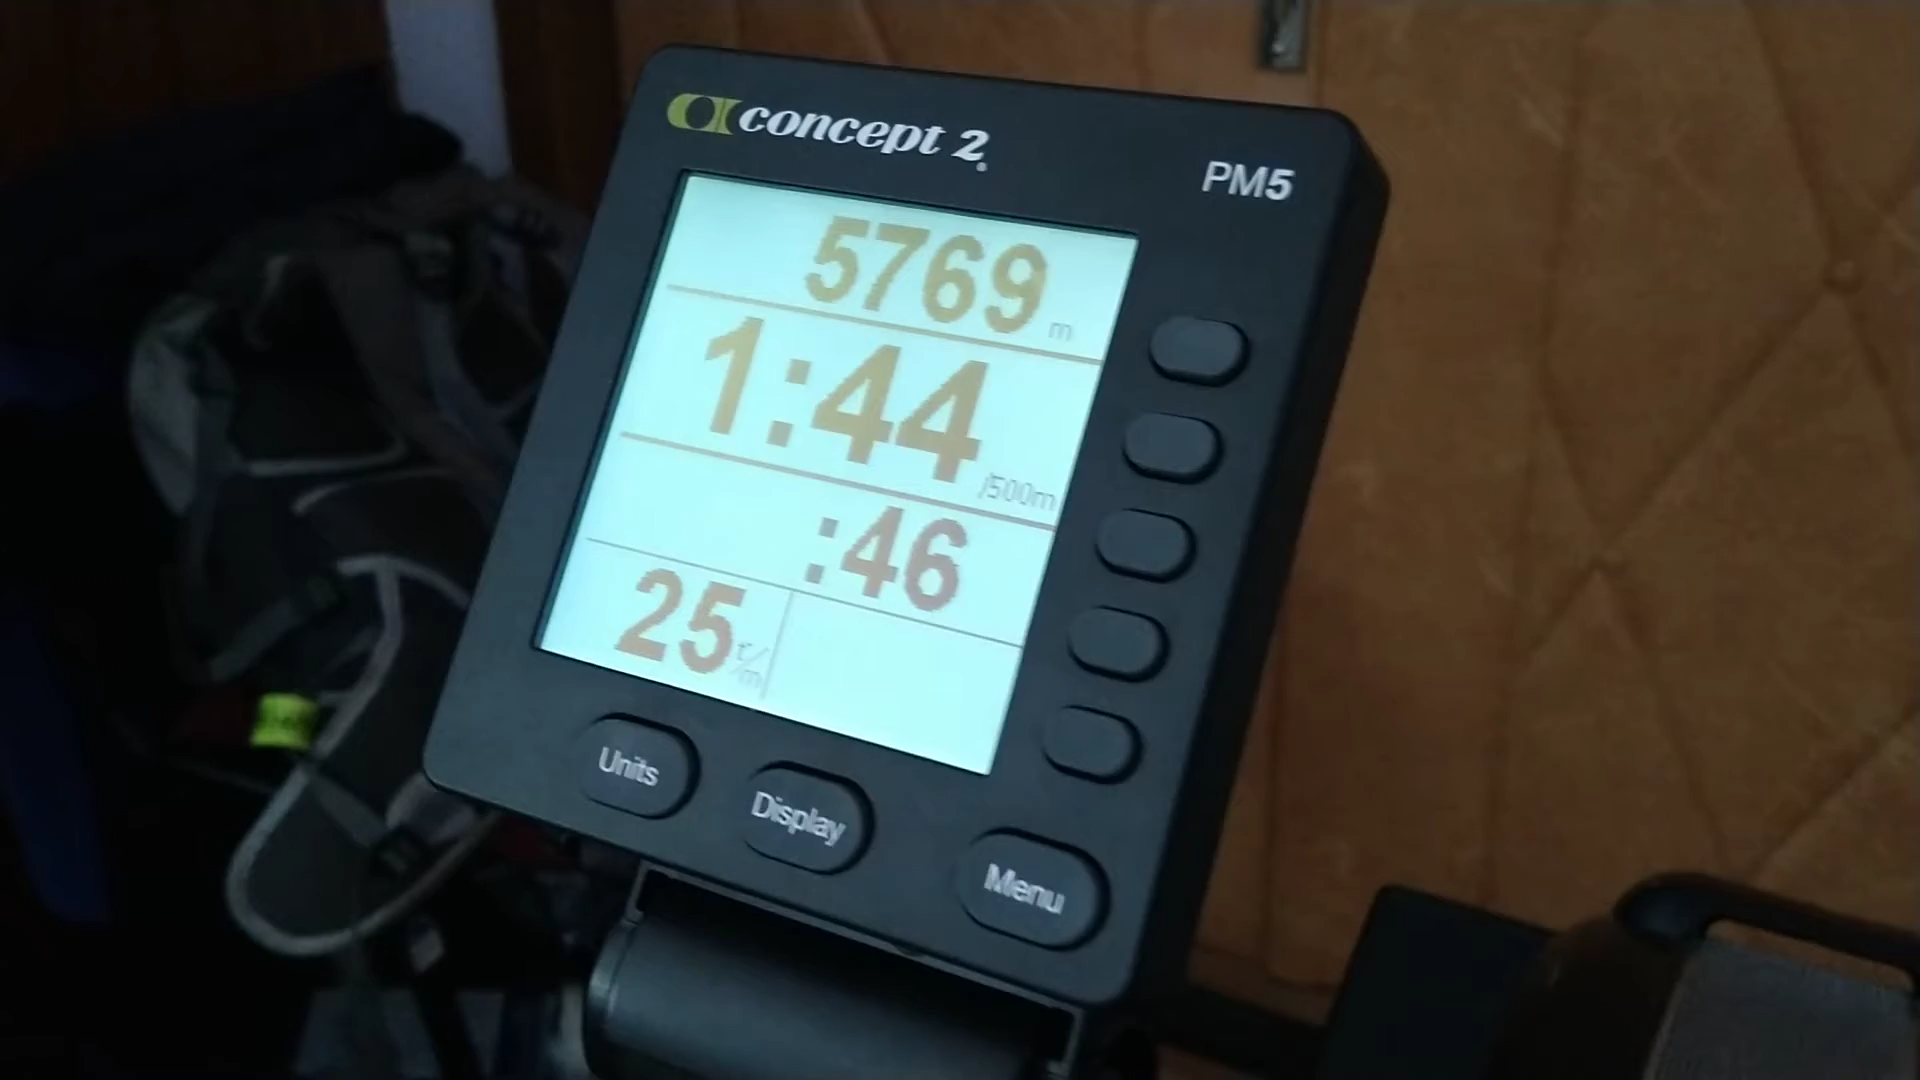 concept 2
PM5
5769 m
1:44 /500m
:46
25 r/m
Units
Display
Menu